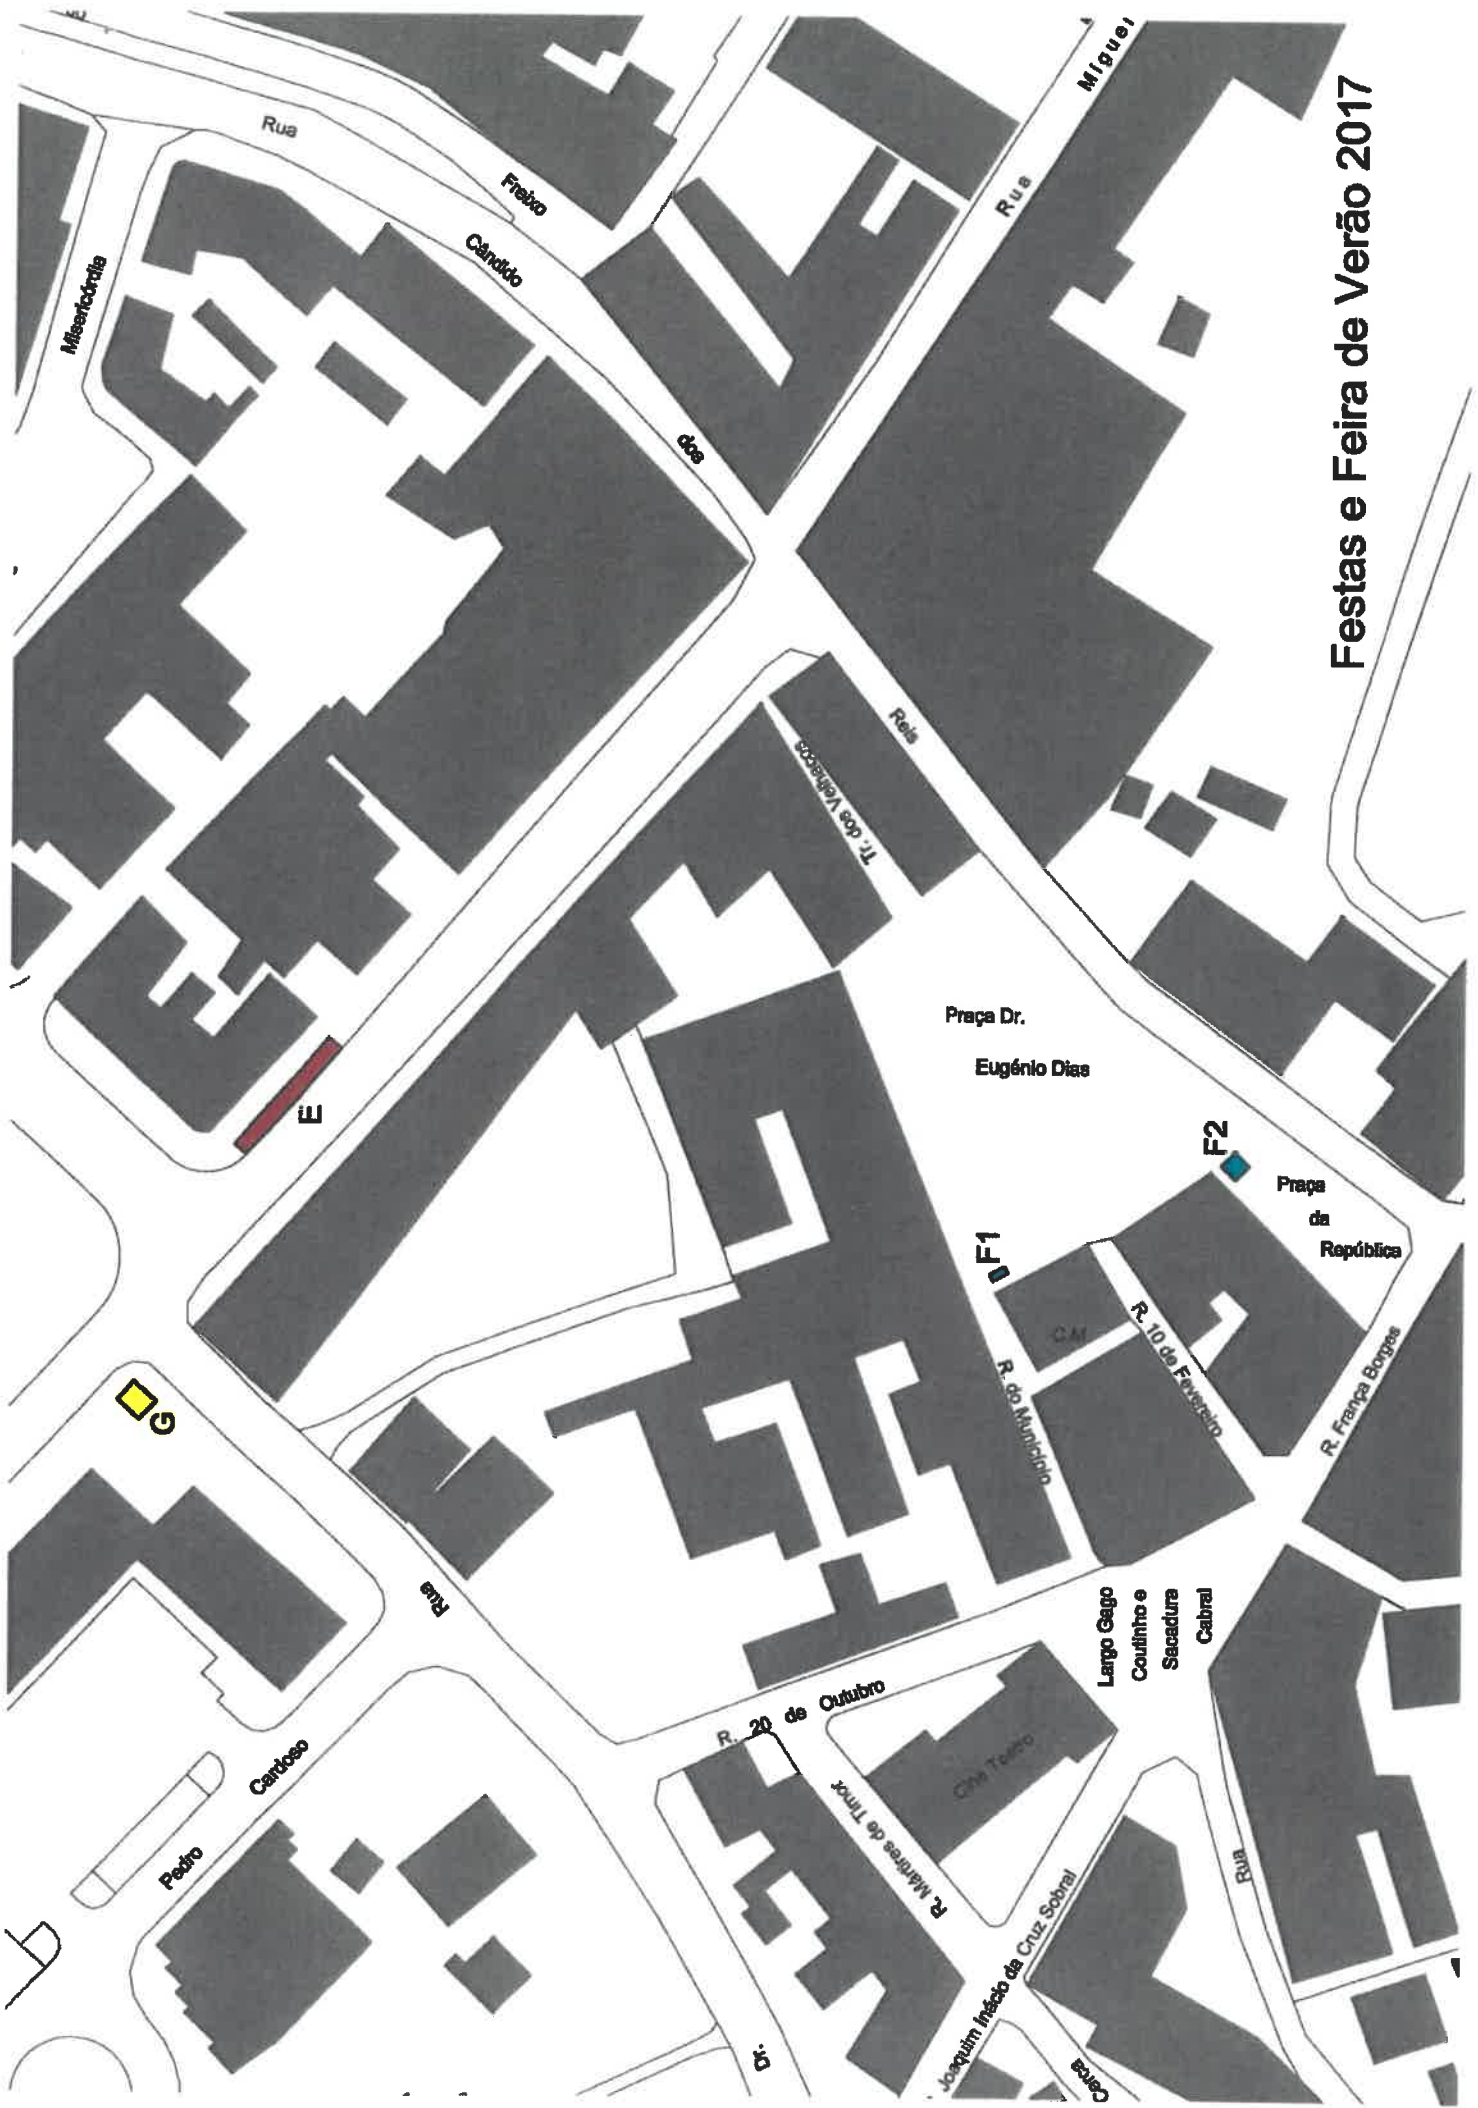 Festas e Feira de Verão 2017
Misericórdia
Rua
Freixo
Cândido
dos
Reis
Rua
Miguel
Tr. dos Velhacos
E
G
Praça Dr.
Eugénio Dias
F2
F1
Praça
da
República
C.M.
R. 10 de Fevereiro
R. do Município
R. França Borges
Rua
Largo Gago
Coutinho e
Sacadura
Cabral
R. 20 de Outubro
Cine Teatro
R. Mártires de Timor
Cardoso
Pedro
Joaquim Inácio da Cruz Sobral
Rua
Dr.
Cerca